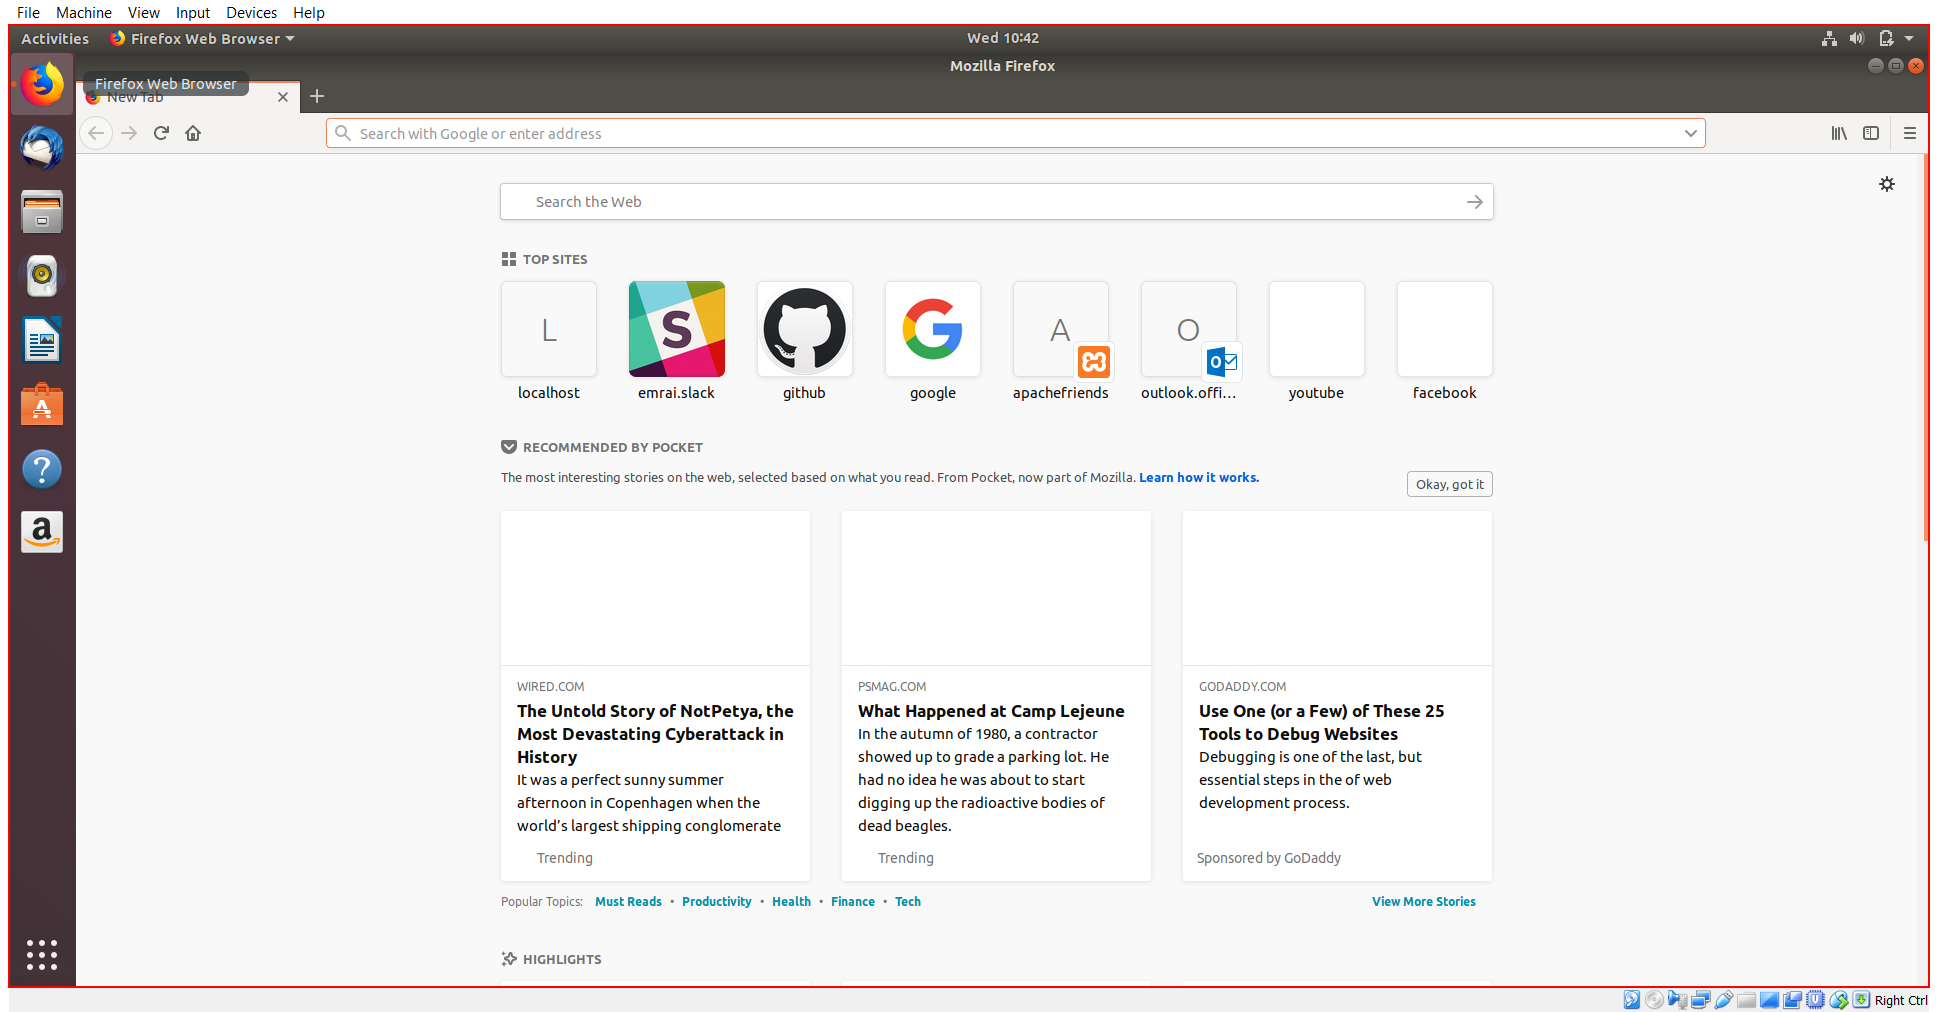 File Machine View Input Devices Help
Activities Firefox Web Browser Wed 10:42
Mozilla Firefox
Firefox Web Browser
New Tab
Search with Google or enter address
Search the Web
TOP SITES
L S A O
localhost emrai.slack github google apachefriends outlook.offi... youtube facebook
RECOMMENDED BY POCKET
The most interesting stories on the web, selected based on what you read. From Pocket, now part of Mozilla. Learn how it works.
Okay, got it
WIRED.COM
The Untold Story of NotPetya, the
Most Devastating Cyberattack in
History
It was a perfect sunny summer
afternoon in Copenhagen when the
world’s largest shipping conglomerate
Trending
PSMAG.COM
What Happened at Camp Lejeune
In the autumn of 1980, a contractor
showed up to grade a parking lot. He
had no idea he was about to start
digging up the radioactive bodies of
dead beagles.
Trending
GODADDY.COM
Use One (or a Few) of These 25
Tools to Debug Websites
Debugging is one of the last, but
essential steps in the of web
development process.
Sponsored by GoDaddy
Popular Topics: Must Reads • Productivity • Health • Finance • Tech View More Stories
HIGHLIGHTS
Right Ctrl